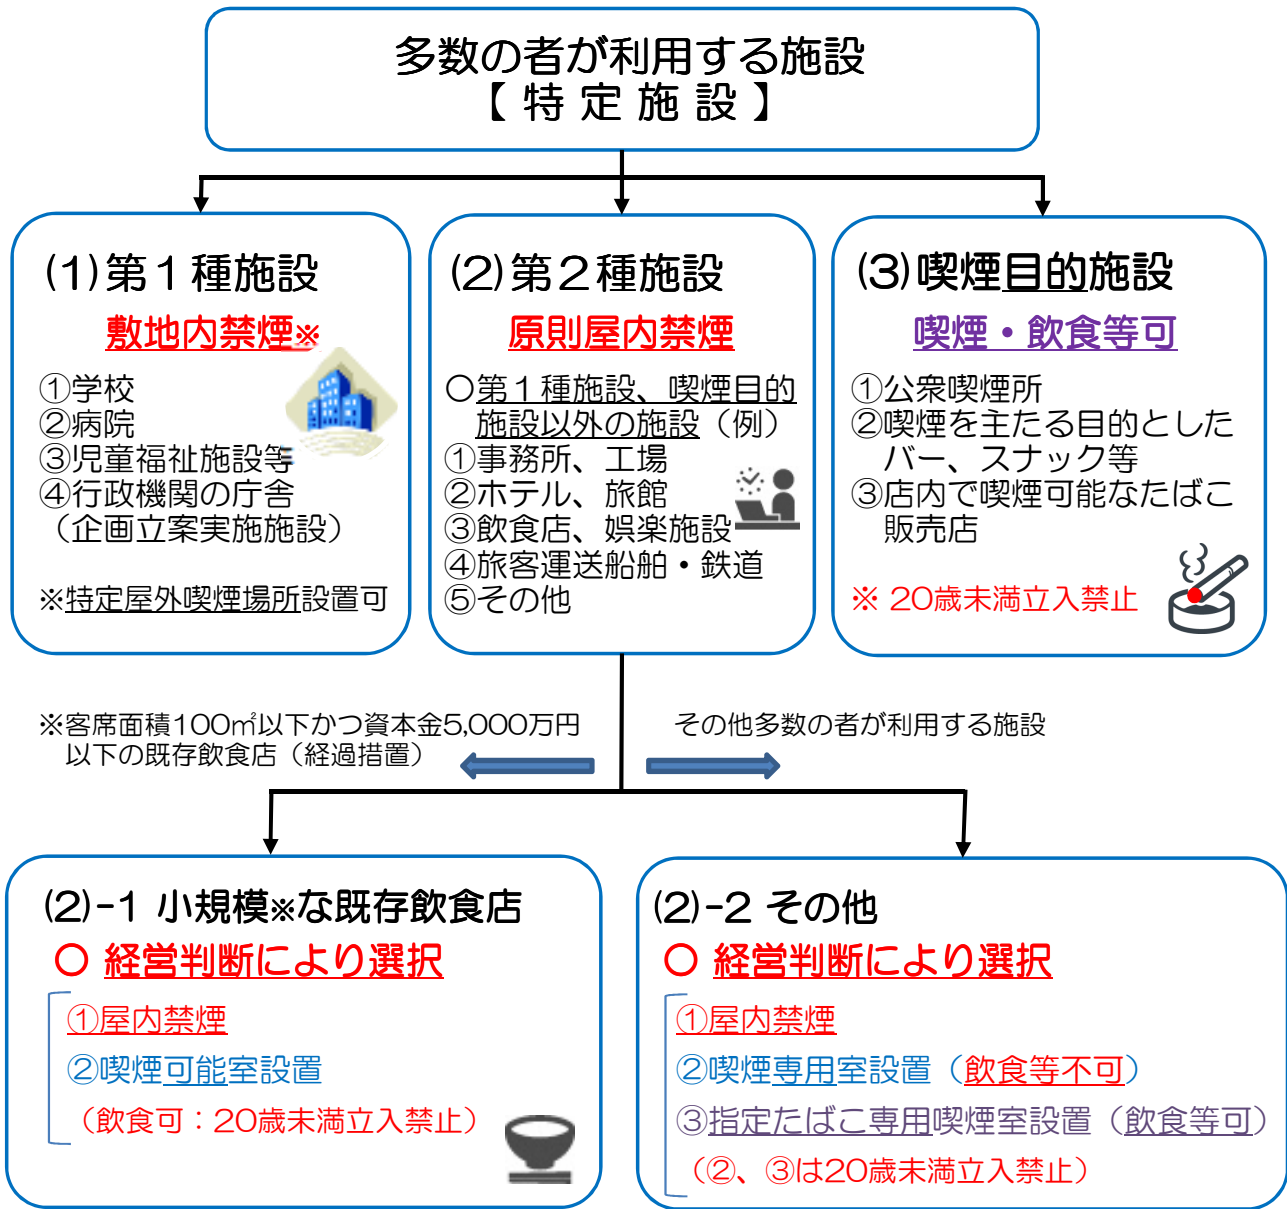 多数の者が利用する施設
【特定施設】
(1)第１種施設
敷地内禁煙※
①学校
②病院
③児童福祉施設等
④行政機関の庁舎
（企画立案実施施設）
※特定屋外喫煙場所設置可
(2)第２種施設
原則屋内禁煙
○第１種施設、喫煙目的
施設以外の施設（例）
①事務所、工場
②ホテル、旅館
③飲食店、娯楽施設
④旅客運送船舶・鉄道
⑤その他
(3)喫煙目的施設
喫煙・飲食等可
①公衆喫煙所
②喫煙を主たる目的とした
バー、スナック等
③店内で喫煙可能なたばこ
販売店
※ 20歳未満立入禁止
※客席面積100㎡以下かつ資本金5,000万円
以下の既存飲食店（経過措置）
その他多数の者が利用する施設
(2)-1 小規模※な既存飲食店
○ 経営判断により選択
①屋内禁煙
②喫煙可能室設置
（飲食可：20歳未満立入禁止）
(2)-2 その他
○ 経営判断により選択
①屋内禁煙
②喫煙専用室設置（飲食等不可）
③指定たばこ専用喫煙室設置（飲食等可）
（②、③は20歳未満立入禁止）